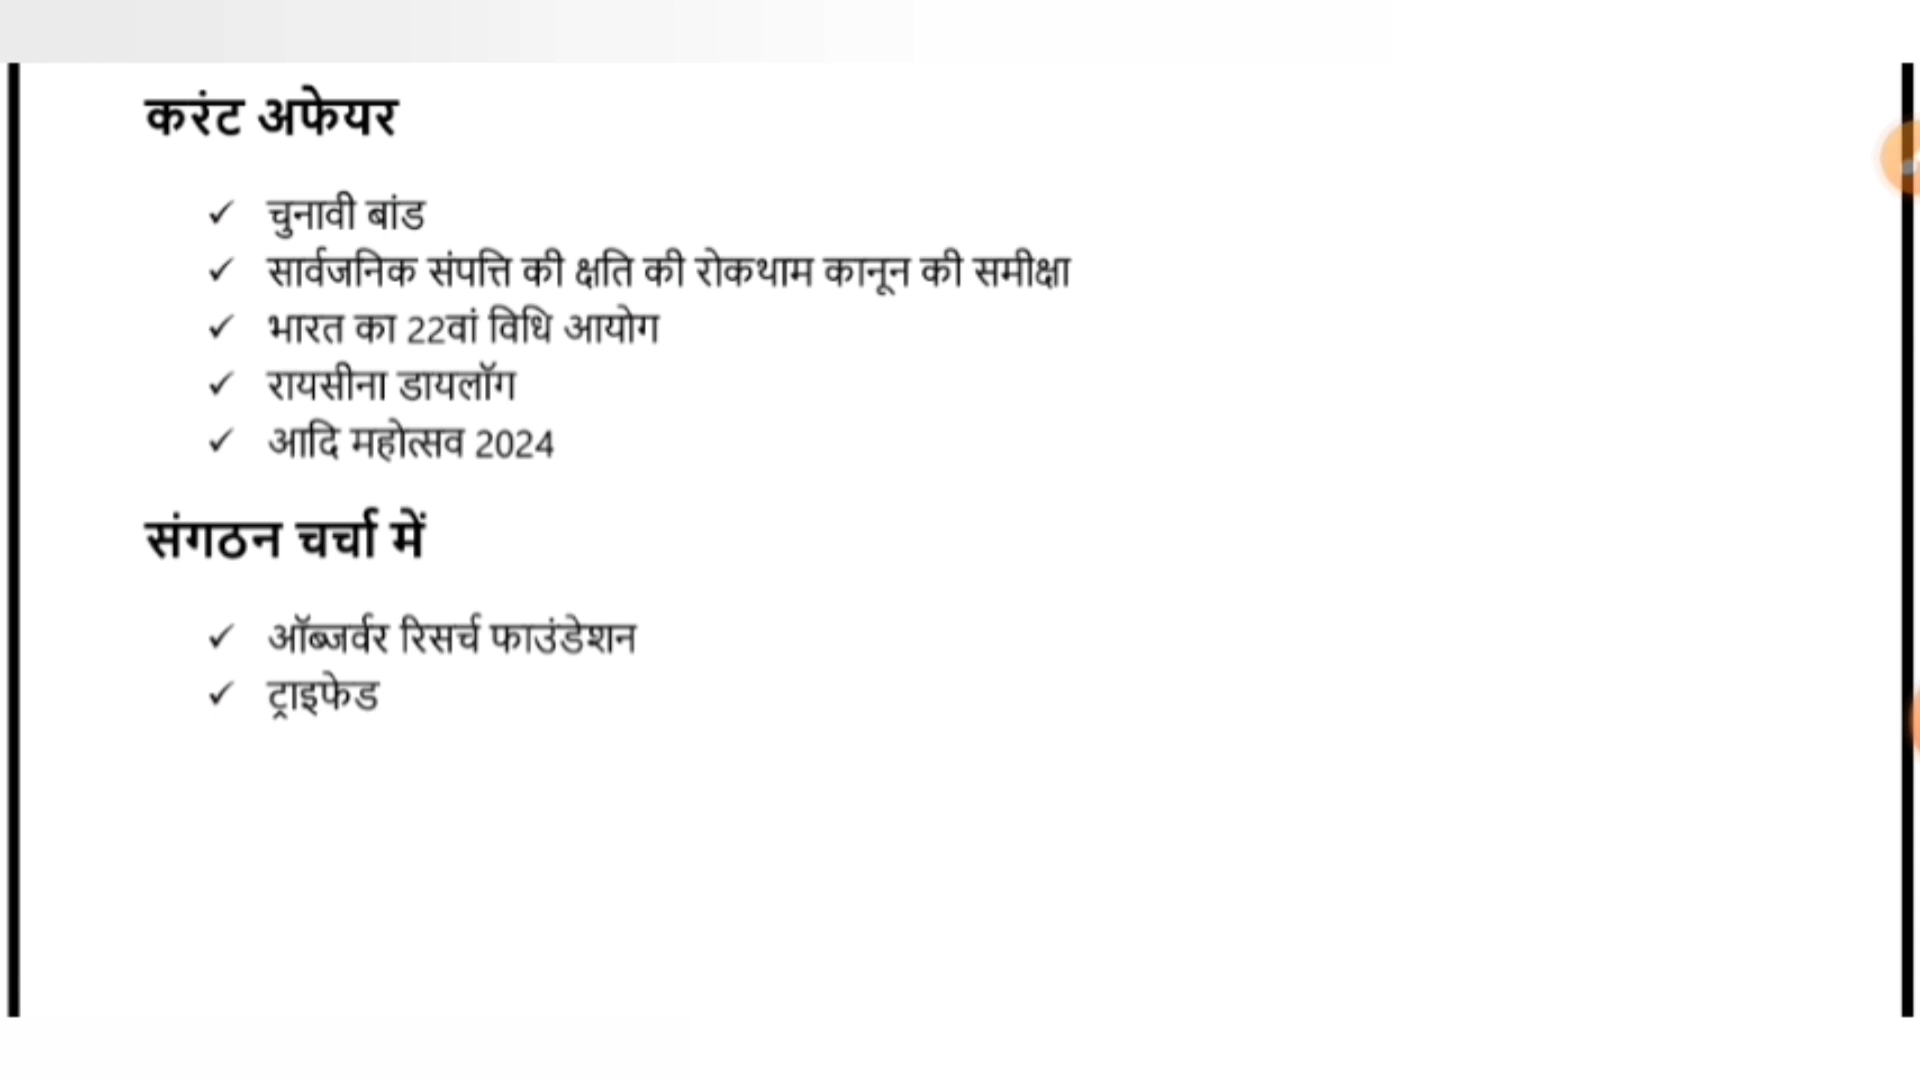 करंट अफेयर
✓ चुनावी बांड
✓ सार्वजनिक संपत्ति की क्षति की रोकथाम कानून की समीक्षा
✓ भारत का 22वां विधि आयोग
✓ रायसीना डायलॉग
✓ आदि महोत्सव 2024
संगठन चर्चा में
✓ ऑब्जर्वर रिसर्च फाउंडेशन
✓ ट्राइफेड